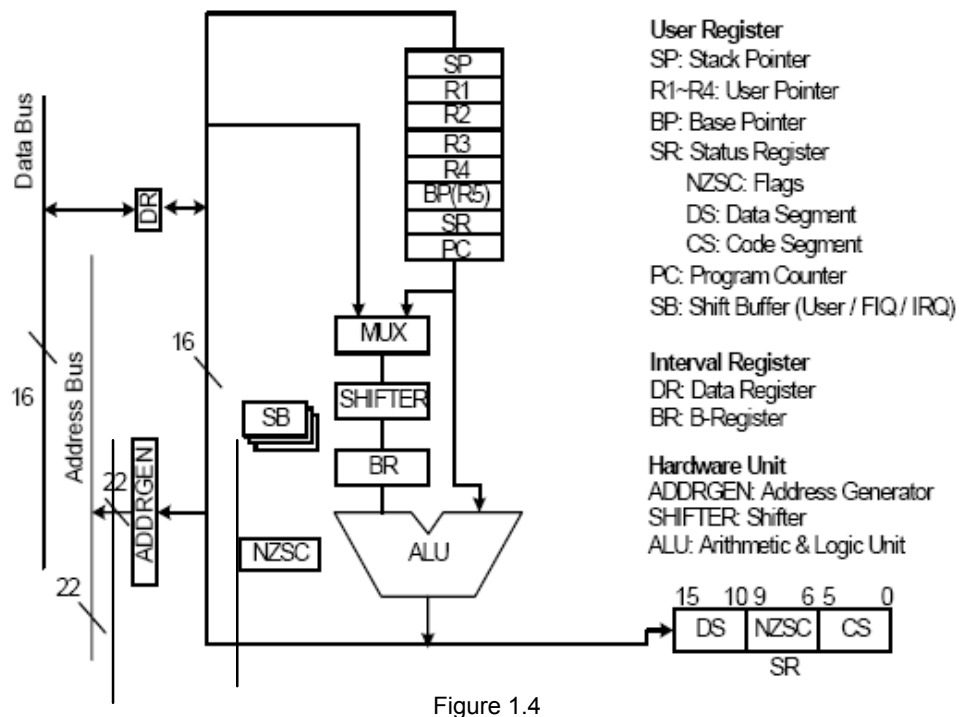 SP
R1
R2
R3
R4
BP(R5)
SR
PC
Data Bus
DR
Address Bus
16
16
MUX
SHIFTER
SB
BR
22
ADDRGEN
NZSC
ALU
22
User Register
SP: Stack Pointer
R1~R4: User Pointer
BP: Base Pointer
SR: Status Register
NZSC: Flags
DS: Data Segment
CS: Code Segment
PC: Program Counter
SB: Shift Buffer (User / FIQ / IRQ)
Interval Register
DR: Data Register
BR: B-Register
Hardware Unit
ADDRGEN: Address Generator
SHIFTER: Shifter
ALU: Arithmetic & Logic Unit
15 10 9 6 5 0
DS NZSC CS
SR
Figure 1.4